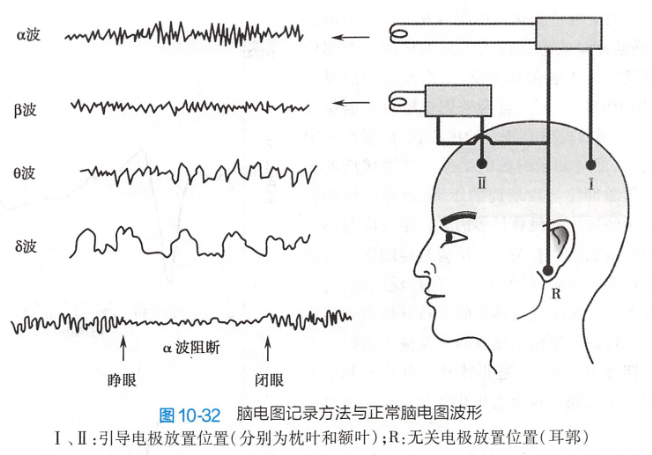 α波
β波
θ波
δ波
Ⅱ
Ⅰ
R
α波阻断
睁眼 闭眼
图10-32 脑电图记录方法与正常脑电图波形
Ⅰ、Ⅱ:引导电极放置位置(分别为枕叶和额叶);R:无关电极放置位置(耳郭)